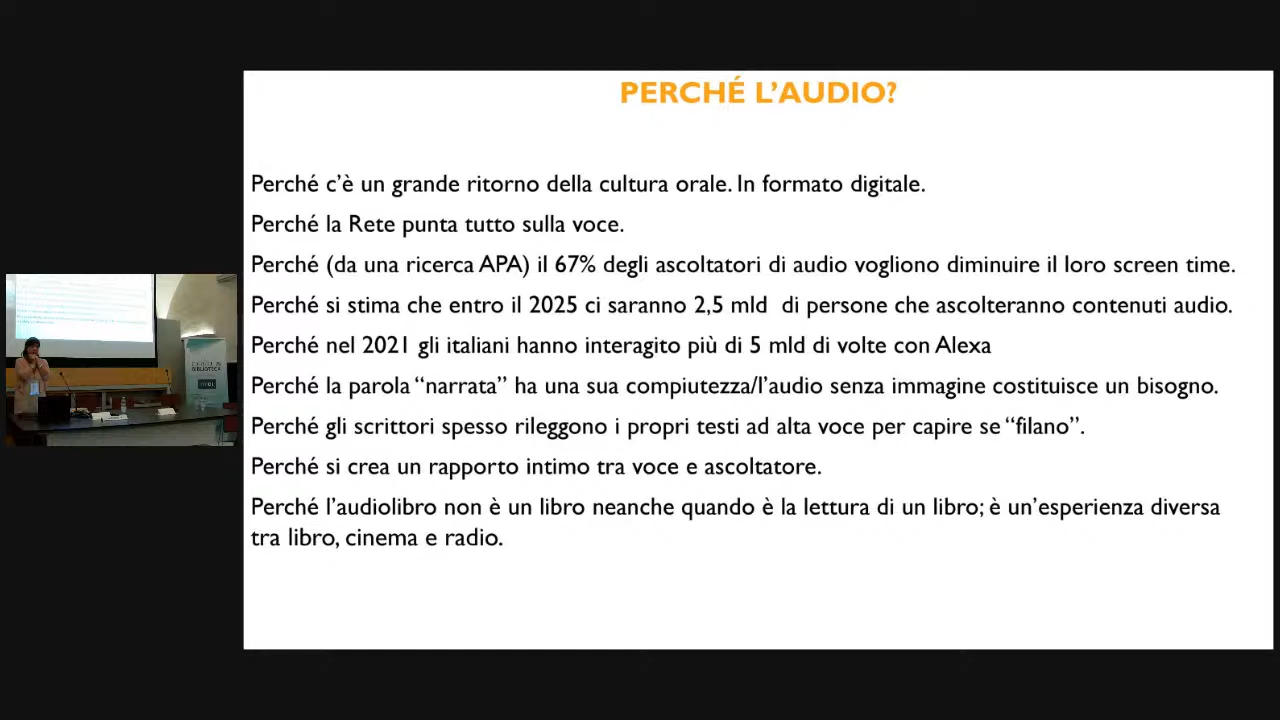 PERCHÉ L'AUDIO?
Perché c'è un grande ritorno della cultura orale. In formato digitale.
Perché la Rete punta tutto sulla voce.
Perché (da una ricerca APA) il 67% degli ascoltatori di audio vogliono diminuire il loro screen time.
Perché si stima che entro il 2025 ci saranno 2,5 mld  di persone che ascolteranno contenuti audio.
Perché nel 2021 gli italiani hanno interagito più di 5 mld di volte con Alexa
Perché la parola “narrata” ha una sua compiutezza/l'audio senza immagine costituisce un bisogno.
Perché gli scrittori spesso rileggono i propri testi ad alta voce per capire se “filano”.
Perché si crea un rapporto intimo tra voce e ascoltatore.
Perché l'audiolibro non è un libro neanche quando è la lettura di un libro; è un'esperienza diversa
tra libro, cinema e radio.
BIBLIOTECA